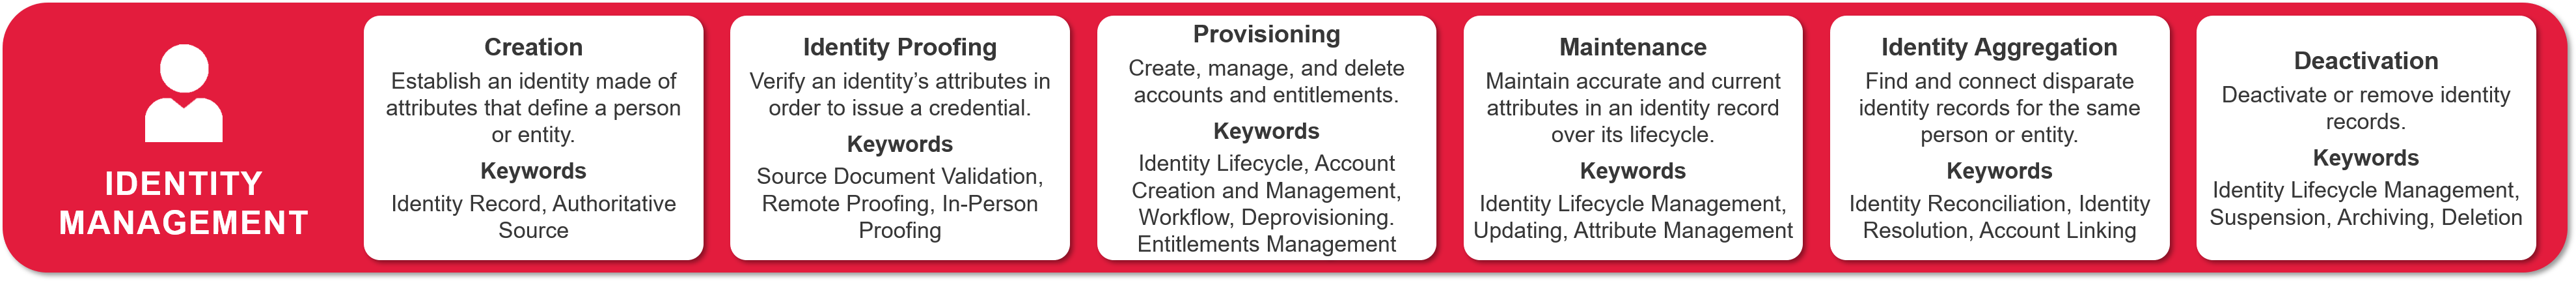 IDENTITY
MANAGEMENT
Creation
Establish an identity made of
attributes that define a person
or entity.
Keywords
Identity Record, Authoritative
Source
Identity Proofing
Verify an identity’s attributes in
order to issue a credential.
Keywords
Source Document Validation,
Remote Proofing, In-Person
Proofing
Provisioning
Create, manage, and delete
accounts and entitlements.
Keywords
Identity Lifecycle, Account
Creation and Management,
Workflow, Deprovisioning.
Entitlements Management
Maintenance
Maintain accurate and current
attributes in an identity record
over its lifecycle.
Keywords
Identity Lifecycle Management,
Updating, Attribute Management
Identity Aggregation
Find and connect disparate
identity records for the same
person or entity.
Keywords
Identity Reconciliation, Identity
Resolution, Account Linking
Deactivation
Deactivate or remove identity
records.
Keywords
Identity Lifecycle Management,
Suspension, Archiving, Deletion